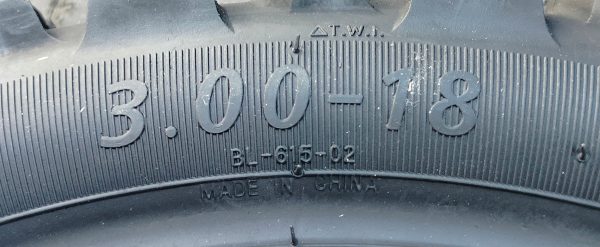 △T.W.I.
3.00-18
BL-615-02
MADE IN CHINA